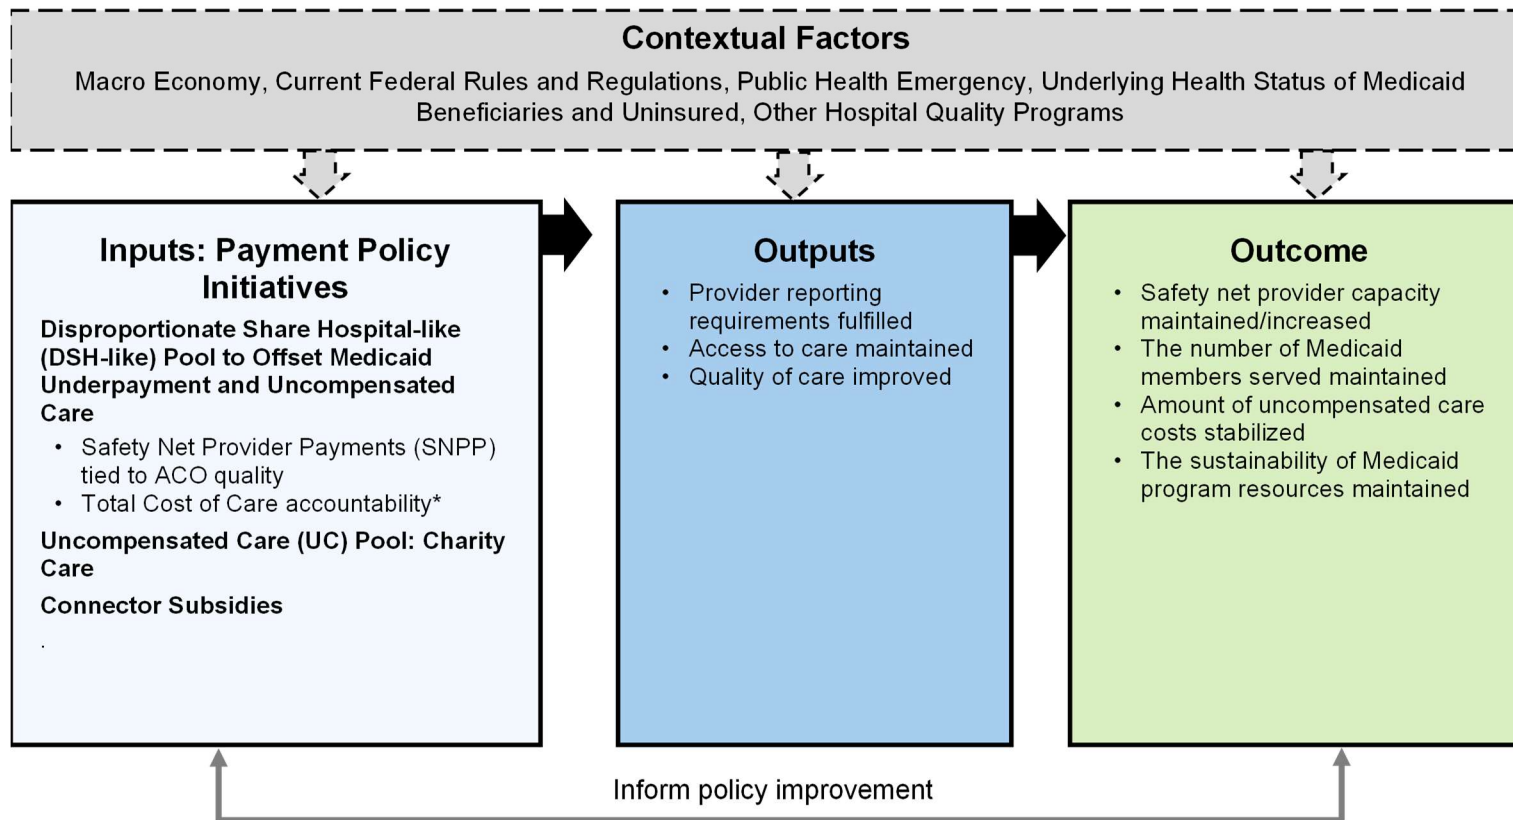 Contextual Factors
Macro Economy, Current Federal Rules and Regulations, Public Health Emergency, Underlying Health Status of Medicaid
Beneficiaries and Uninsured, Other Hospital Quality Programs
Inputs: Payment Policy
Initiatives
Disproportionate Share Hospital-like
(DSH-like) Pool to Offset Medicaid
Underpayment and Uncompensated
Care
• Safety Net Provider Payments (SNPP)
tied to ACO quality
• Total Cost of Care accountability*
Uncompensated Care (UC) Pool: Charity
Care
Connector Subsidies
.
Outputs
• Provider reporting
requirements fulfilled
• Access to care maintained
• Quality of care improved
Outcome
• Safety net provider capacity
maintained/increased
• The number of Medicaid
members served maintained
• Amount of uncompensated care
costs stabilized
• The sustainability of Medicaid
program resources maintained
Inform policy improvement